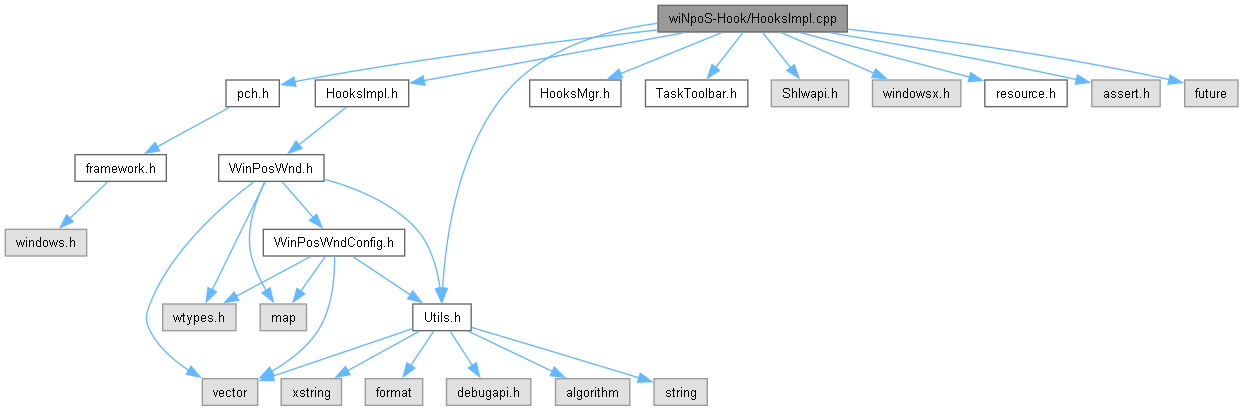 wiNpoS-Hook/HooksImpl.cpp
pch.h
HooksImpl.h
HooksMgr.h
TaskToolbar.h
Shlwapi.h
windowsx.h
resource.h
assert.h
future
framework.h
WinPosWnd.h
windows.h
WinPosWndConfig.h
wtypes.h
map
Utils.h
vector
xstring
format
debugapi.h
algorithm
string